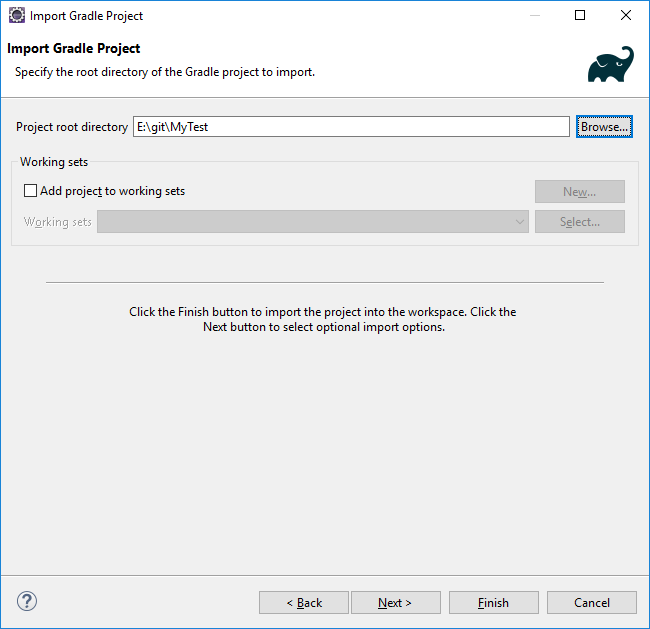 Import Gradle Project
Import Gradle Project
Specify the root directory of the Gradle project to import.
Project root directory E:\git\MyTest Browse...
Working sets
Add project to working sets New...
Working sets Select...
Click the Finish button to import the project into the workspace. Click the
Next button to select optional import options.
? < Back Next > Finish Cancel